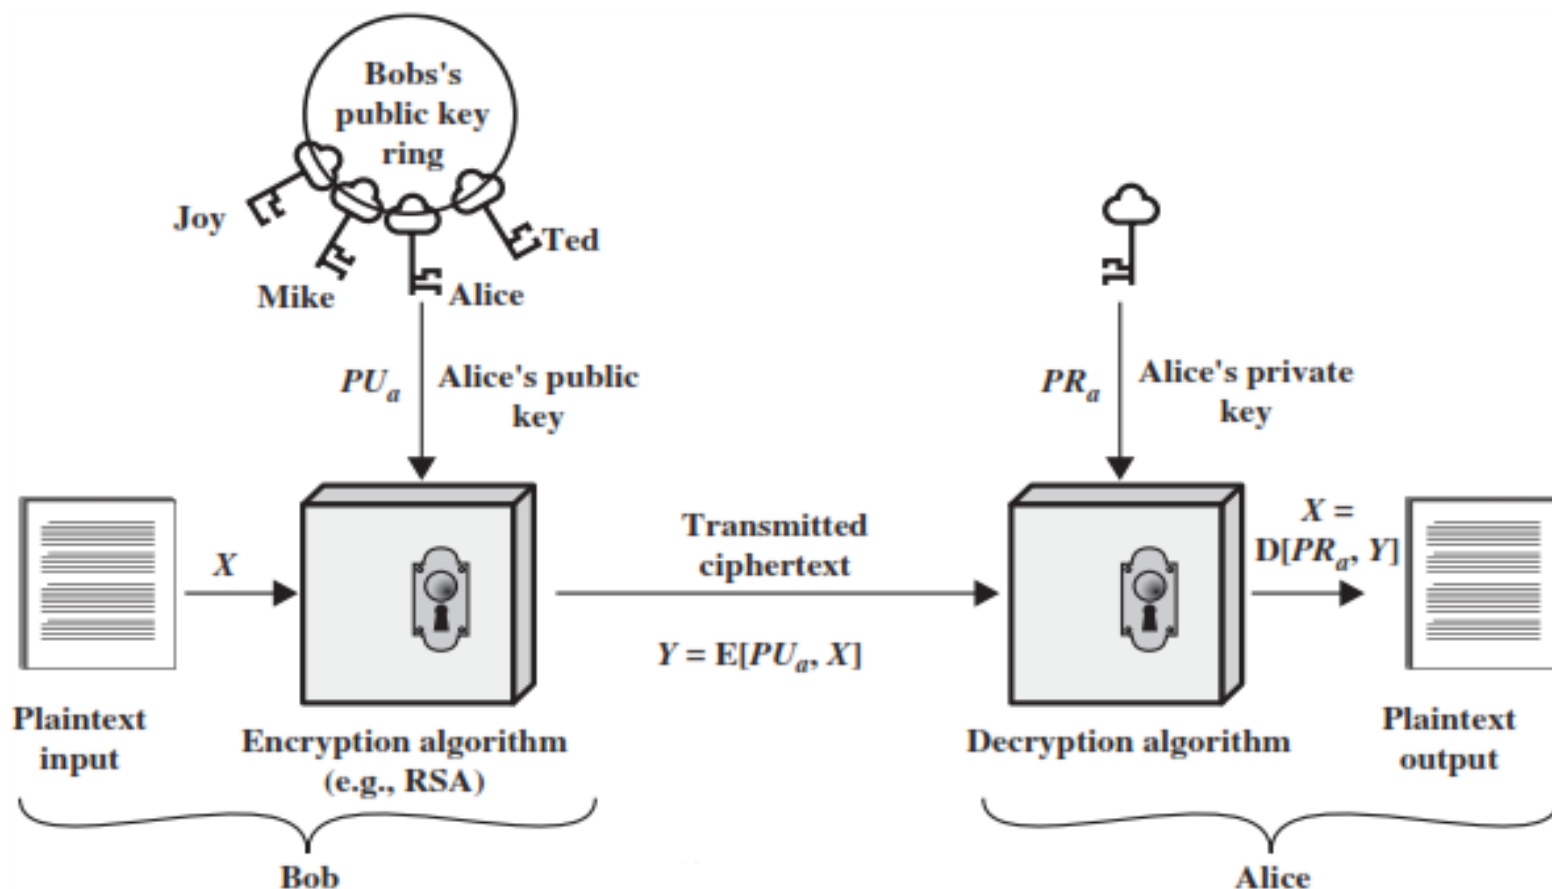 Bobs's
public key
ring
Joy
Ted
Mike
Alice
PUₐ
Alice's public
key
PRₐ
Alice's private
key
X
Transmitted
ciphertext
X =
D[PRₐ, Y]
Y = E[PUₐ, X]
Plaintext
input
Encryption algorithm
(e.g., RSA)
Decryption algorithm
Plaintext
output
Bob
Alice